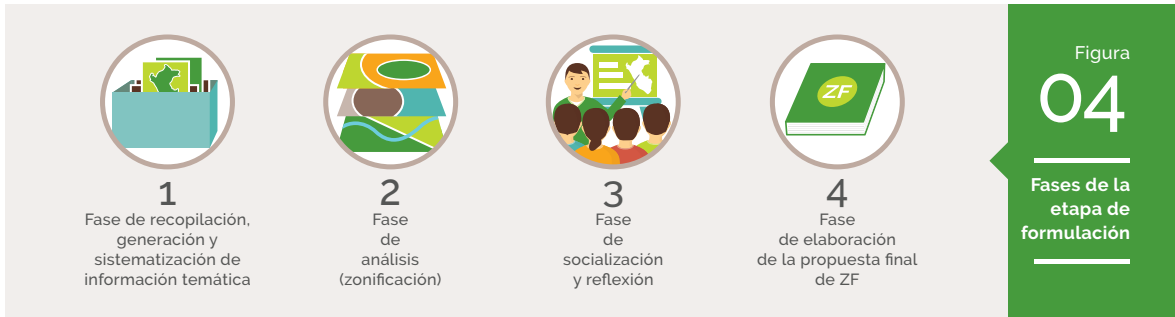 1
Fase de recopilación,
generación y
sistematización de
información temática
2
Fase
de
análisis
(zonificación)
3
Fase
de
socialización
y reflexión
ZF
4
Fase
de elaboración
de la propuesta final
de ZF
Figura
04
Fases de la
etapa de
formulación